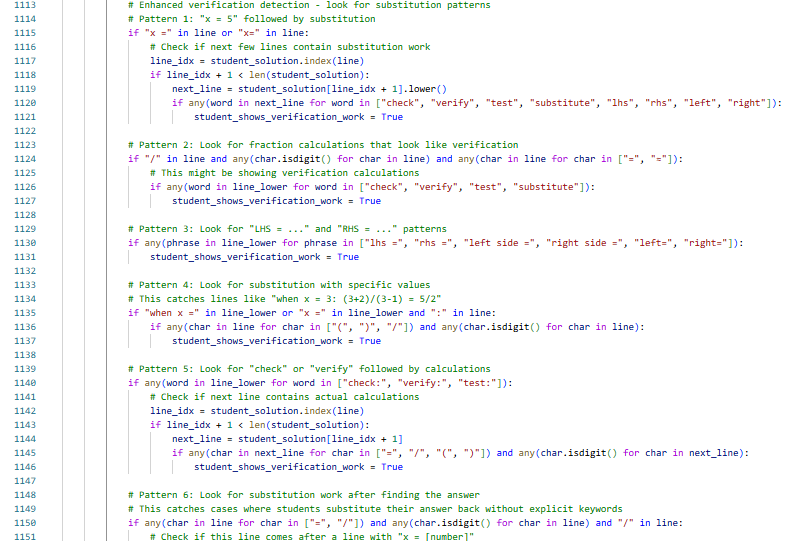 1113 # Enhanced verification detection - look for substitution patterns
1114 # Pattern 1: "x = 5" followed by substitution
1115 if "x =" in line or "x=" in line:
1116 # Check if next few lines contain substitution work
1117 line_idx = student_solution.index(line)
1118 if line_idx + 1 < len(student_solution):
1119 next_line = student_solution[line_idx + 1].lower()
1120 if any(word in next_line for word in ["check", "verify", "test", "substitute", "lhs", "rhs", "left", "right"]):
1121 student_shows_verification_work = True
1122
1123 # Pattern 2: Look for fraction calculations that look like verification
1124 if "/" in line and any(char.isdigit() for char in line) and any(char in line for char in ["=", "="]):
1125 # This might be showing verification calculations
1126 if any(word in line_lower for word in ["check", "verify", "test", "substitute"]):
1127 student_shows_verification_work = True
1128
1129 # Pattern 3: Look for "LHS = ..." and "RHS = ..." patterns
1130 if any(phrase in line_lower for phrase in ["lhs =", "rhs =", "left side =", "right side =", "left=", "right="]):
1131 student_shows_verification_work = True
1132
1133 # Pattern 4: Look for substitution with specific values
1134 # This catches lines like "when x = 3: (3+2)/(3-1) = 5/2"
1135 if "when x =" in line_lower or "x =" in line_lower and ":" in line:
1136 if any(char in line for char in ["(", ")", "/"]) and any(char.isdigit() for char in line):
1137 student_shows_verification_work = True
1138
1139 # Pattern 5: Look for "check" or "verify" followed by calculations
1140 if any(word in line_lower for word in ["check:", "verify:", "test:"]):
1141 # Check if next line contains actual calculations
1142 line_idx = student_solution.index(line)
1143 if line_idx + 1 < len(student_solution):
1144 next_line = student_solution[line_idx + 1]
1145 if any(char in next_line for char in ["=", "/", "(", ")"]) and any(char.isdigit() for char in next_line):
1146 student_shows_verification_work = True
1147
1148 # Pattern 6: Look for substitution work after finding the answer
1149 # This catches cases where students substitute their answer back without explicit keywords
1150 if any(char in line for char in ["=", "/"]) and any(char.isdigit() for char in line) and "/" in line:
1151 # Check if this line comes after a line with "x = [number]"